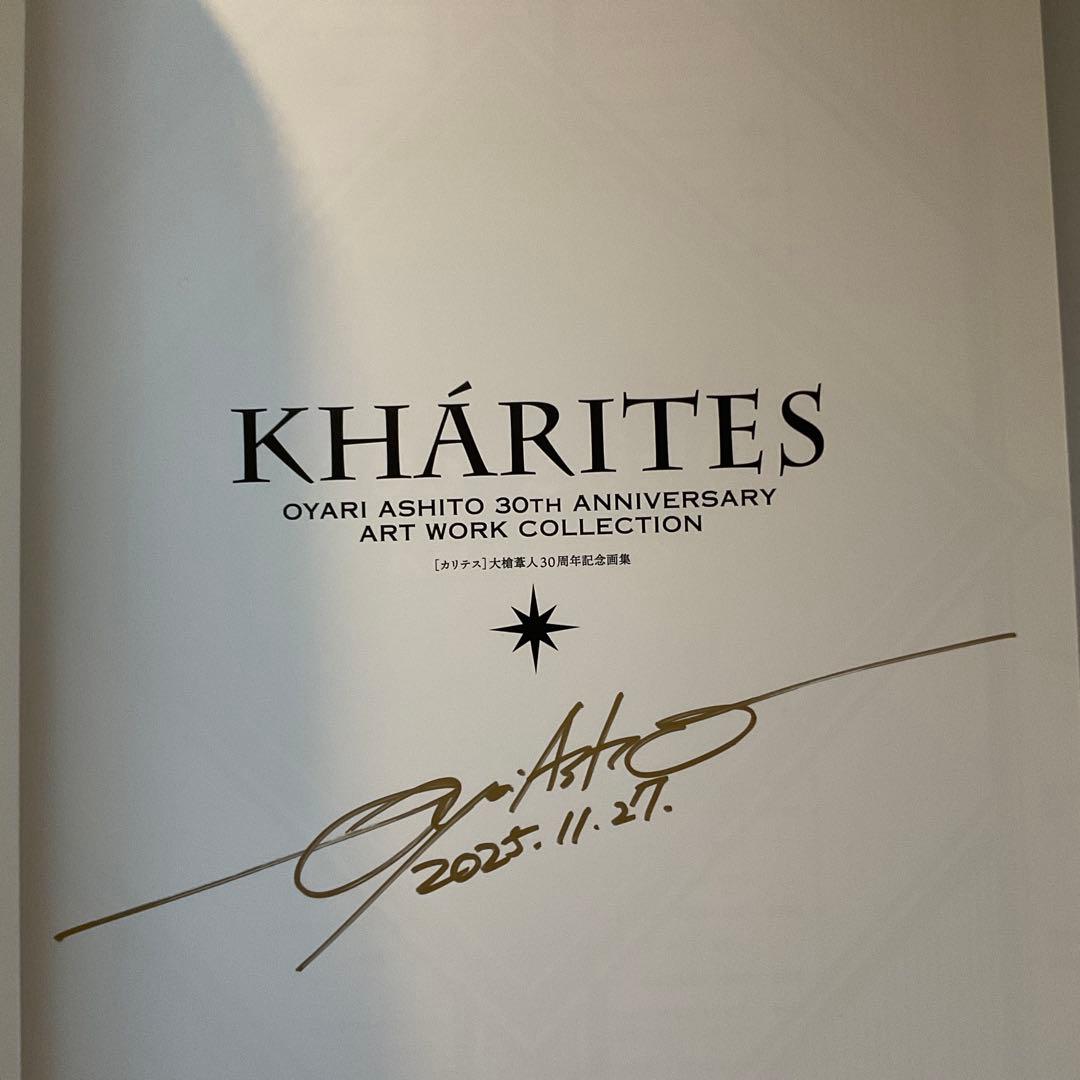 KHÁRITES
OYARI ASHITO 30TH ANNIVERSARY
ART WORK COLLECTION
[カリテス]大槍葦人30周年記念画集
Oyari Ashito
2025.11.27.